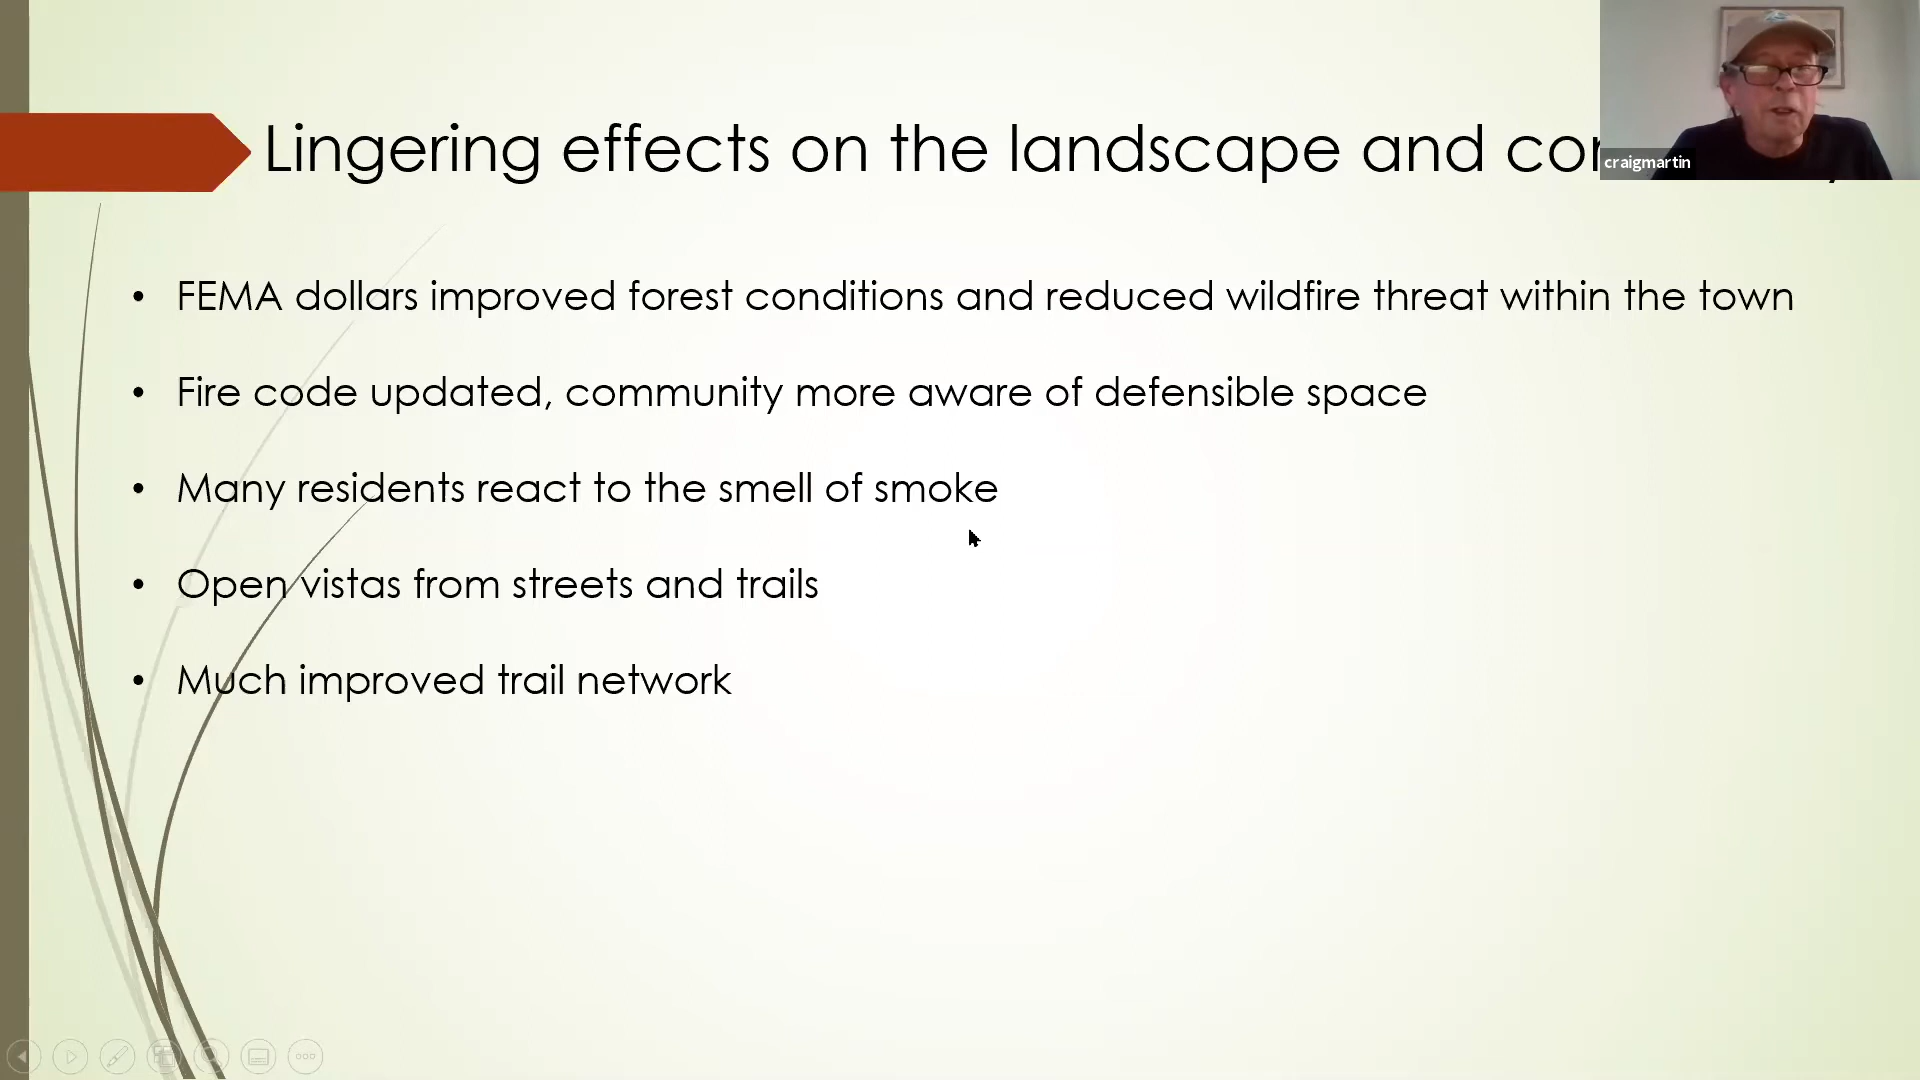 Lingering effects on the landscape and
craigmartin
• FEMA dollars improved forest conditions and reduced wildfire threat within the town
• Fire code updated, community more aware of defensible space
• Many residents react to the smell of smoke
• Open vistas from streets and trails
• Much improved trail network